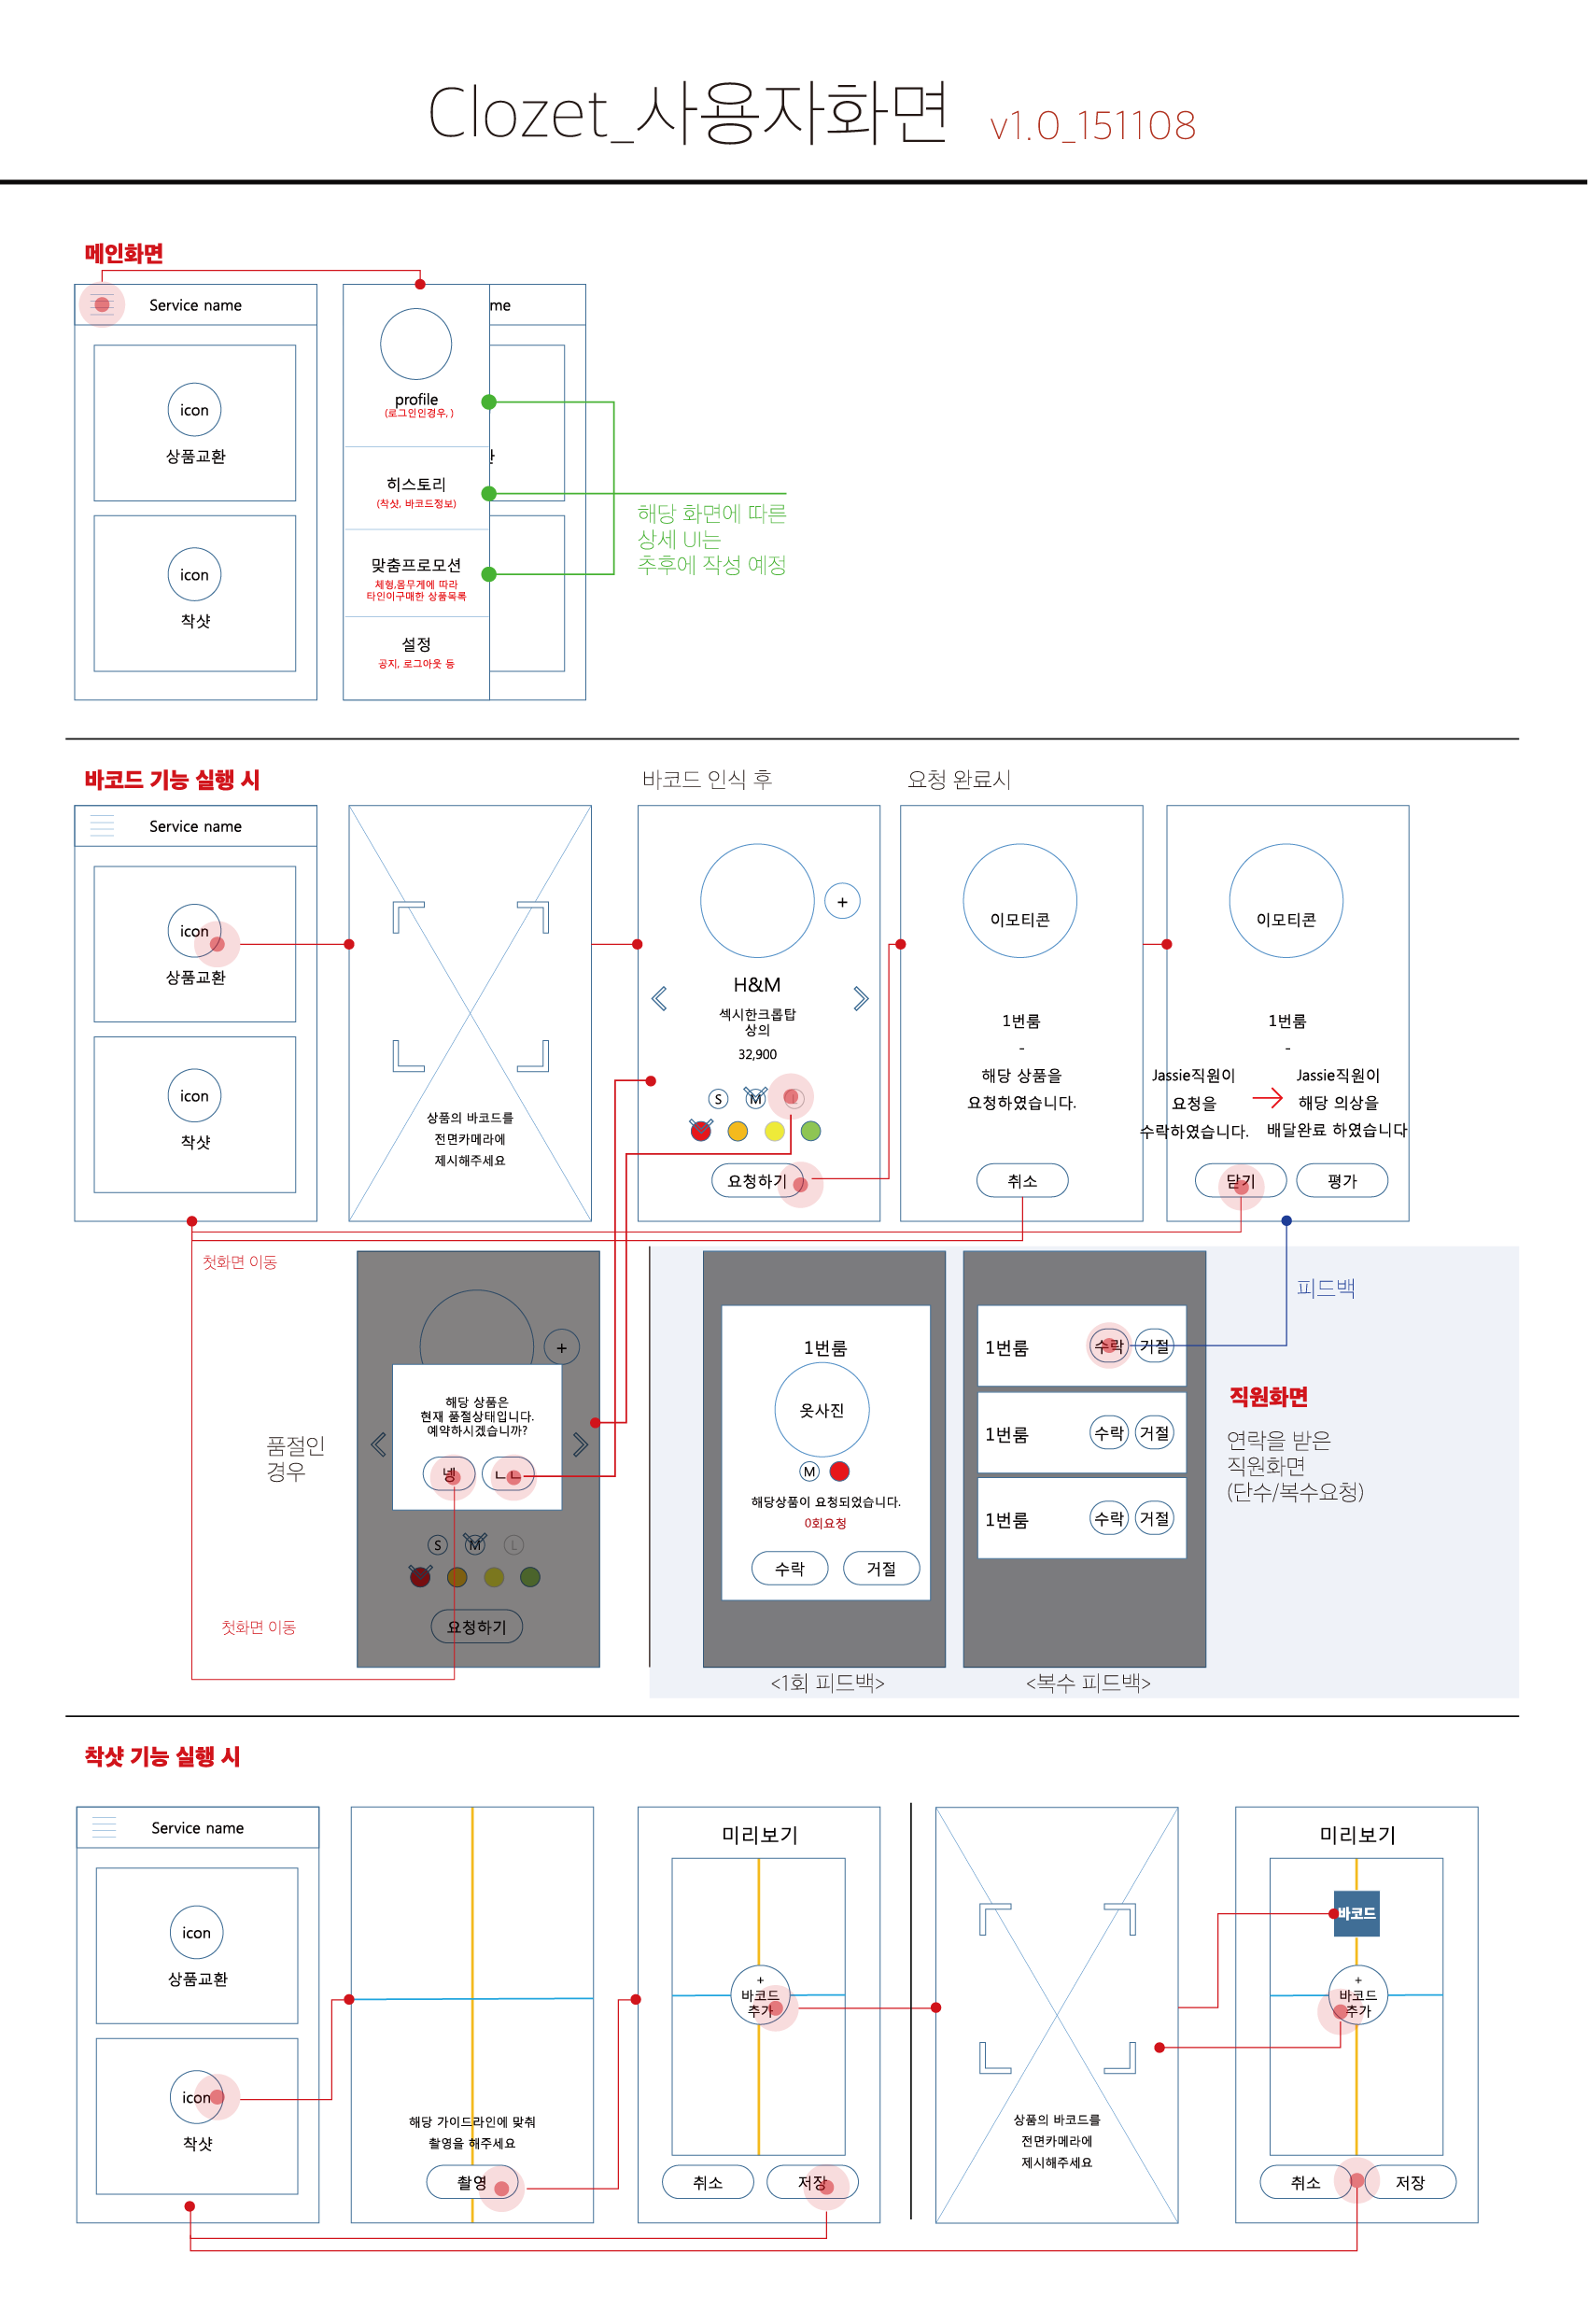 Clozet_사용자화면 v1.0_151108
메인화면
Service name
icon
상품교환
icon
착샷
me
profile
(로그인인경우, )
히스토리
(착샷, 바코드정보)
맞춤프로모션
체형,몸무게에 따라
타인이구매한 상품목록
설정
공지, 로그아웃 등
해당 화면에 따른
상세 UI는
추후에 작성 예정
바코드 기능 실행 시
Service name
icon
상품교환
icon
착샷
상품의 바코드를
전면카메라에
제시해주세요
바코드 인식 후
+
H&M
섹시한크롭탑
상의
32,900
S M L
요청하기
요청 완료시
이모티콘
1번룸
-
해당 상품을
요청하였습니다.
취소
이모티콘
1번룸
-
Jassie직원이
요청을
수락하였습니다.
Jassie직원이
해당 의상을
배달완료 하였습니다
닫기 평가
첫화면 이동
품절인
경우
+
해당 상품은
현재 품절상태입니다.
예약하시겠습니까?
넹 ㄴㄴ
S M L
요청하기
첫화면 이동
1번룸
옷사진
M
해당상품이 요청되었습니다.
0회요청
수락 거절
<1회 피드백>
1번룸 수락 거절
1번룸 수락 거절
1번룸 수락 거절
<복수 피드백>
피드백
직원화면
연락을 받은
직원화면
(단수/복수요청)
착샷 기능 실행 시
Service name
icon
상품교환
icon
착샷
해당 가이드라인에 맞춰
촬영을 해주세요
촬영
미리보기
+
바코드
추가
취소 저장
상품의 바코드를
전면카메라에
제시해주세요
미리보기
바코드
+
바코드
추가
취소 저장